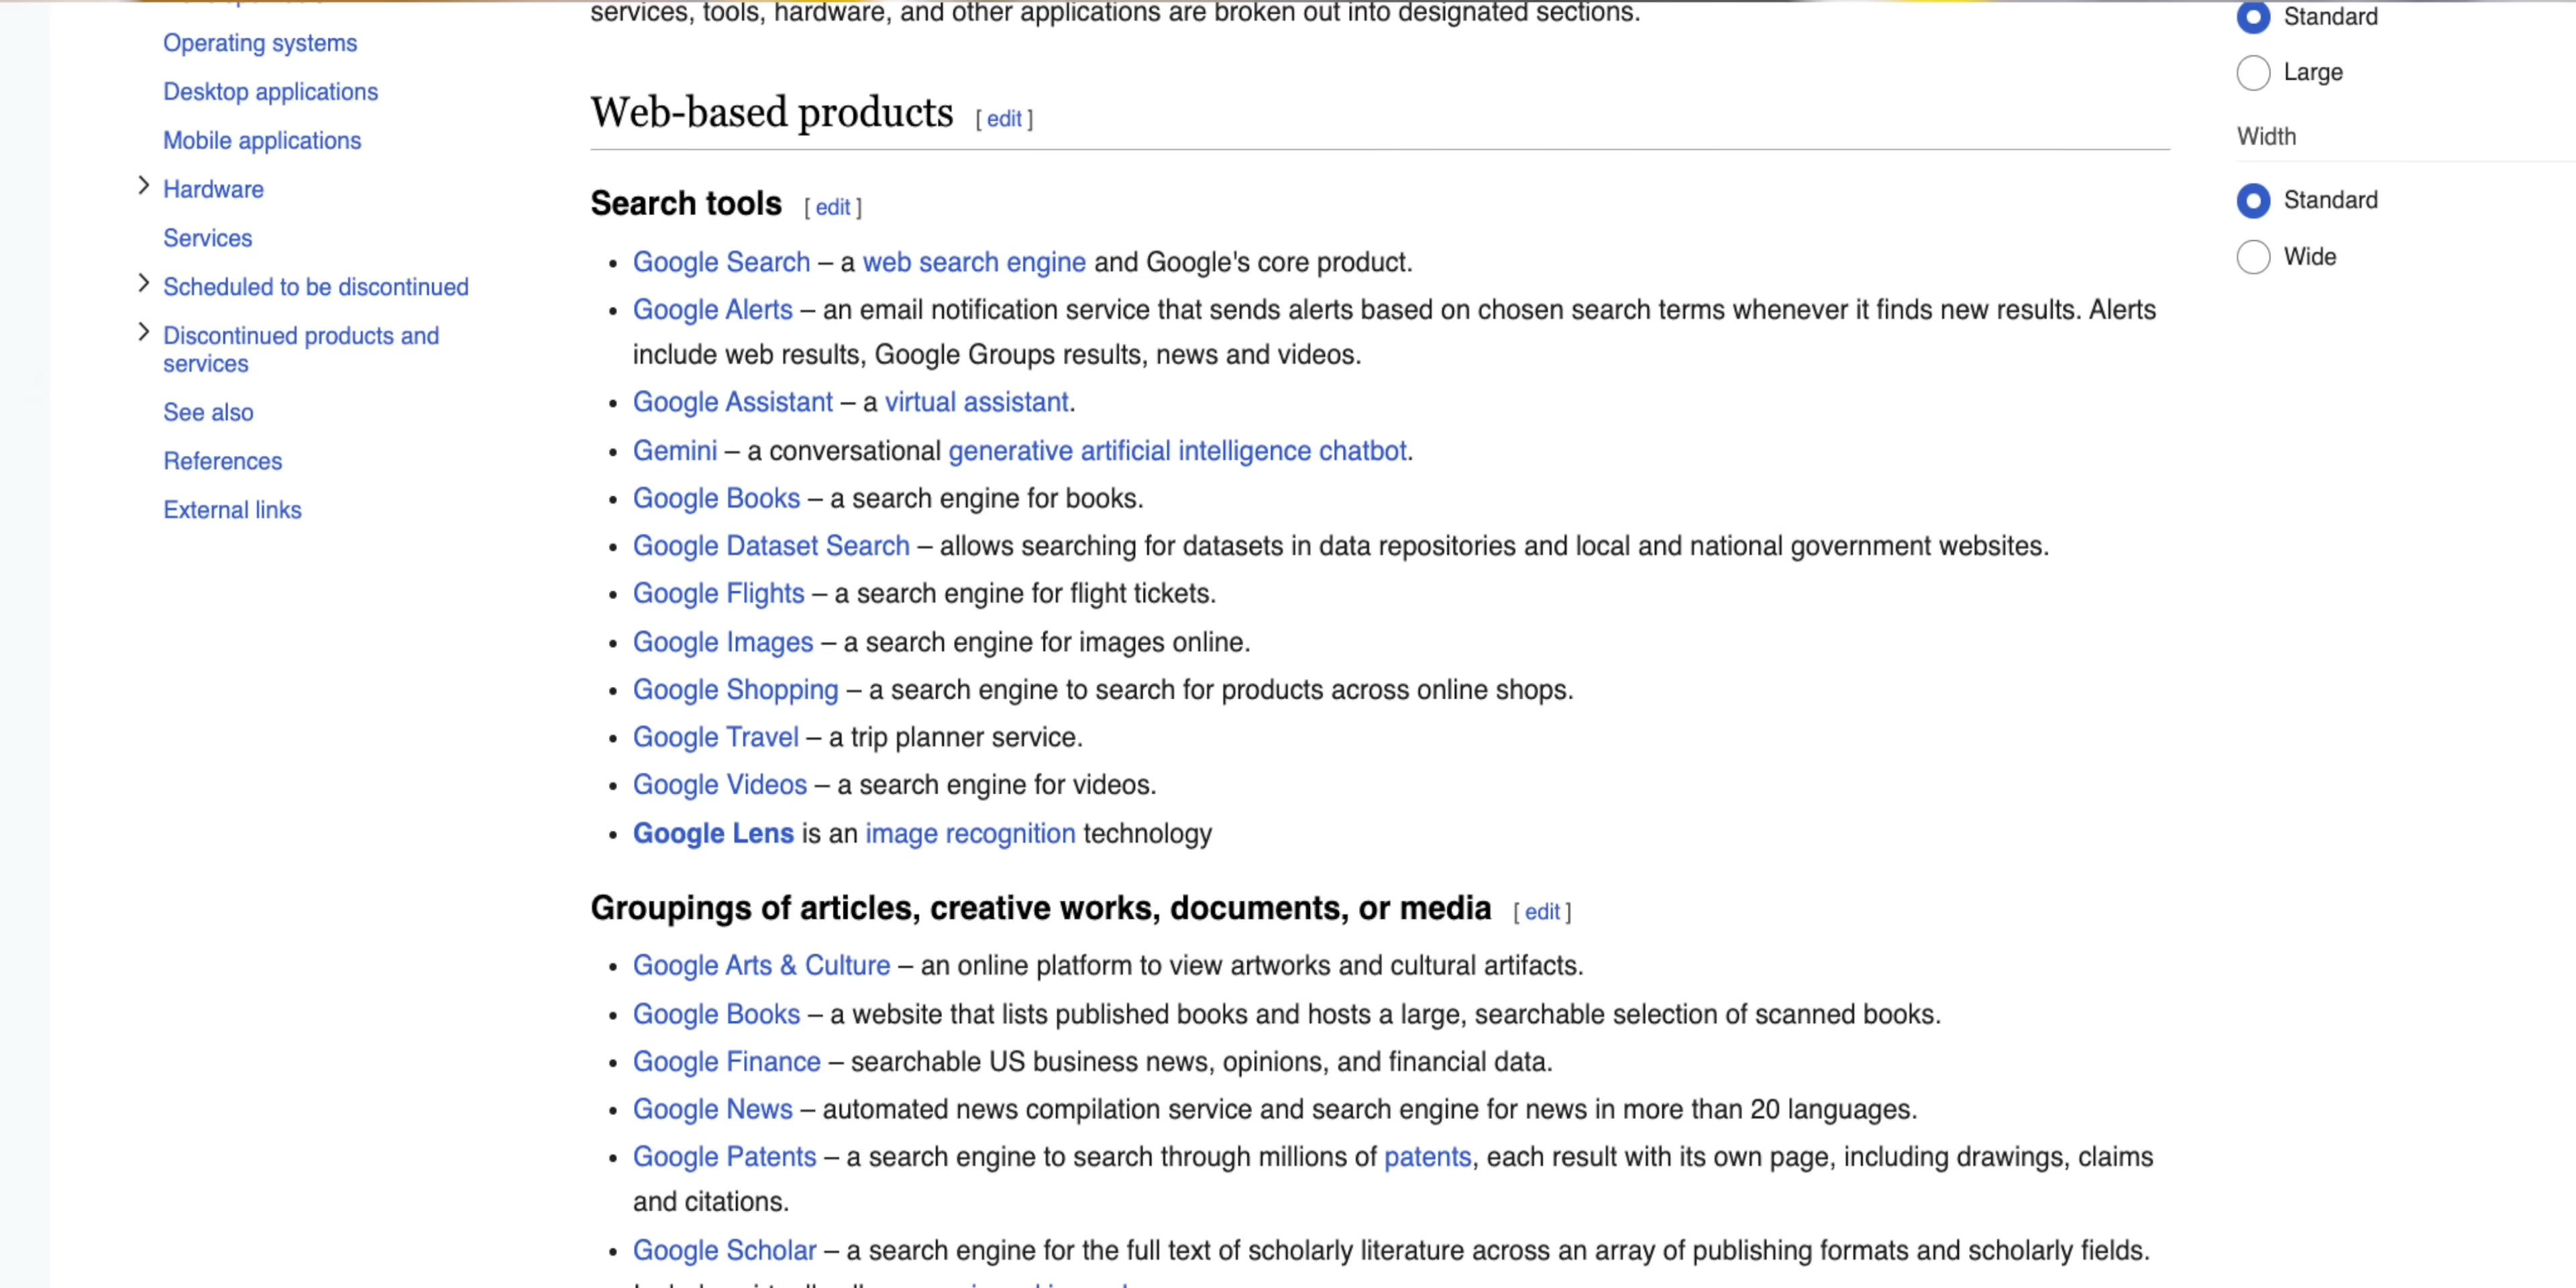 Operating systems
Desktop applications
Mobile applications
Hardware
Services
Scheduled to be discontinued
Discontinued products and
services
See also
References
External links
services, tools, hardware, and other applications are broken out into designated sections.
Web-based products [ edit ]
Search tools [ edit ]
• Google Search – a web search engine and Google's core product.
• Google Alerts – an email notification service that sends alerts based on chosen search terms whenever it finds new results. Alerts
include web results, Google Groups results, news and videos.
• Google Assistant – a virtual assistant.
• Gemini – a conversational generative artificial intelligence chatbot.
• Google Books – a search engine for books.
• Google Dataset Search – allows searching for datasets in data repositories and local and national government websites.
• Google Flights – a search engine for flight tickets.
• Google Images – a search engine for images online.
• Google Shopping – a search engine to search for products across online shops.
• Google Travel – a trip planner service.
• Google Videos – a search engine for videos.
• Google Lens is an image recognition technology
Groupings of articles, creative works, documents, or media [ edit ]
• Google Arts & Culture – an online platform to view artworks and cultural artifacts.
• Google Books – a website that lists published books and hosts a large, searchable selection of scanned books.
• Google Finance – searchable US business news, opinions, and financial data.
• Google News – automated news compilation service and search engine for news in more than 20 languages.
• Google Patents – a search engine to search through millions of patents, each result with its own page, including drawings, claims
and citations.
• Google Scholar – a search engine for the full text of scholarly literature across an array of publishing formats and scholarly fields.
Standard
Large
Width
Standard
Wide